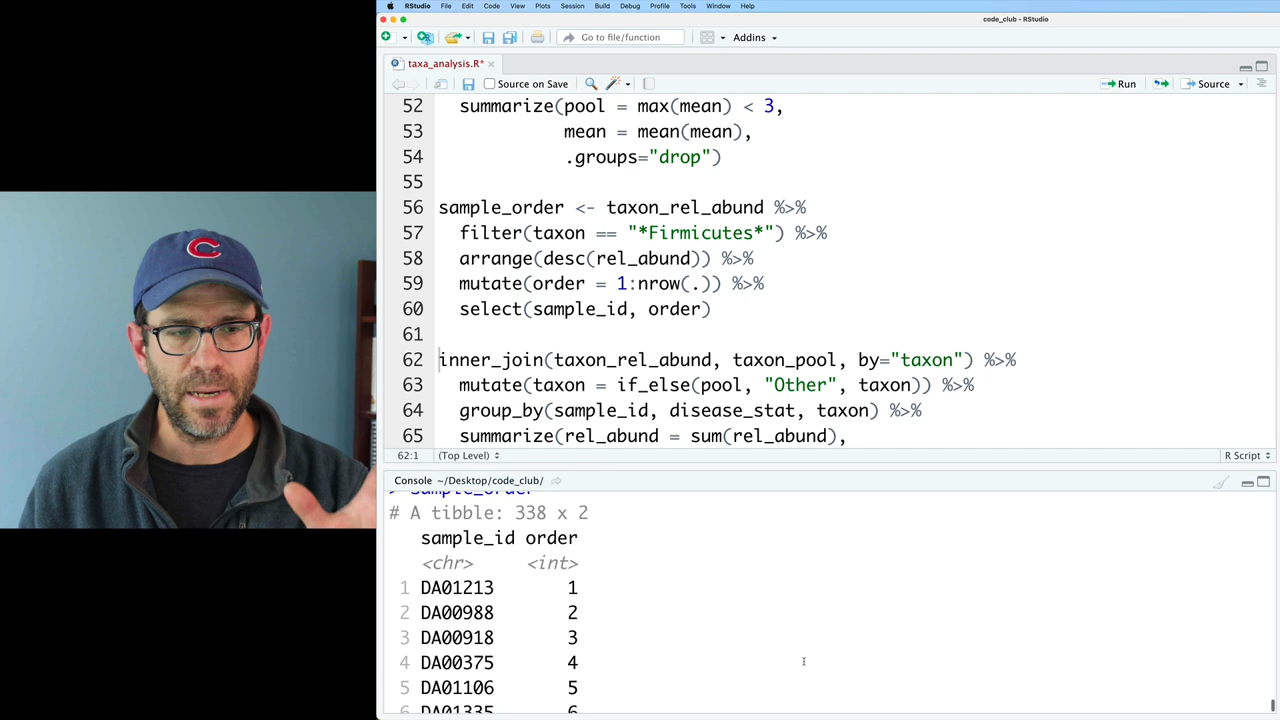 RStudio File Edit Code View Plots Session Build Debug Profile Tools Window Help
code_club - RStudio
Go to file/function Addins
taxa_analysis.R*
Source on Save Run Source
52 summarize(pool = max(mean) < 3,
53 mean = mean(mean),
54 .groups="drop")
55
56 sample_order <- taxon_rel_abund %>%
57 filter(taxon == "*Firmicutes*") %>%
58 arrange(desc(rel_abund)) %>%
59 mutate(order = 1:nrow(.)) %>%
60 select(sample_id, order)
61
62 inner_join(taxon_rel_abund, taxon_pool, by="taxon") %>%
63 mutate(taxon = if_else(pool, "Other", taxon)) %>%
64 group_by(sample_id, disease_stat, taxon) %>%
65 summarize(rel_abund = sum(rel_abund),
62:1 (Top Level) R Script
Console ~/Desktop/code_club/
> sample_order
# A tibble: 338 x 2
sample_id order
<chr> <int>
1 DA01213 1
2 DA00988 2
3 DA00918 3
4 DA00375 4
5 DA01106 5
6 DA01335 6